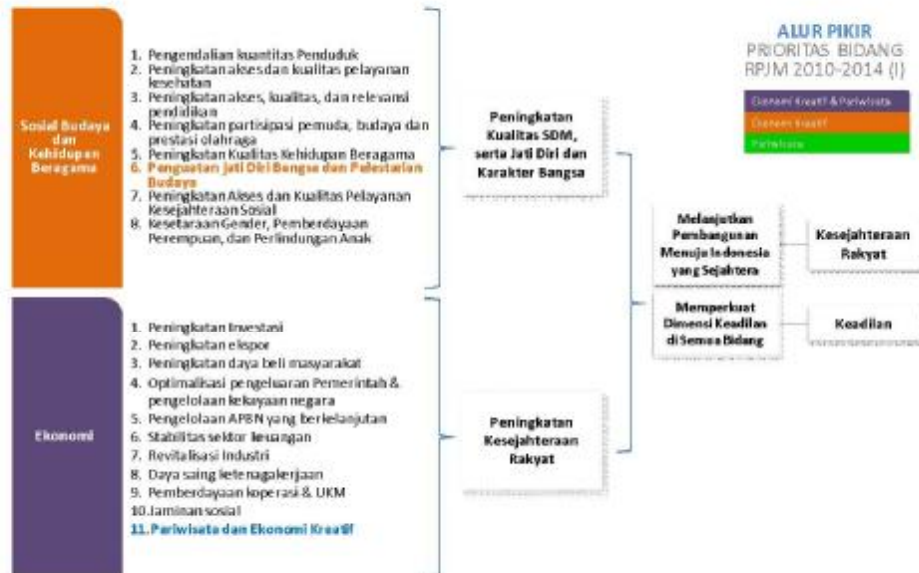 ALUR PIKIR
PRIORITAS BIDANG
RPJM 2010-2014 (I)
Ekonomi Kreatif & Pariwisata
Ekonomi Kreatif
Pariwisata
Sosial Budaya
dan
Kehidupan
Beragama
1. Pengendalian kuantitas Penduduk
2. Peningkatan akses dan kualitas pelayanan
kesehatan
3. Peningkatan akses, kualitas, dan relevansi
pendidikan
4. Peningkatan partisipasi pemuda, budaya dan
prestasi olahraga
5. Peningkatan Kualitas Kehidupan Beragama
6. Penguatan Jati Diri Bangsa dan Pelestarian
Budaya
7. Peningkatan Akses dan Kualitas Pelayanan
Kesejahteraan Sosial
8. Kesetaraan Gender, Pemberdayaan
Perempuan, dan Perlindungan Anak
Peningkatan
Kualitas SDM,
serta Jati Diri dan
Karakter Bangsa
Melanjutkan
Pembangunan
Menuju Indonesia
yang Sejahtera
Kesejahteraan
Rakyat
Memperkuat
Dimensi Keadilan
di Semua Bidang
Keadilan
Ekonomi
1. Peningkatan Investasi
2. Peningkatan ekspor
3. Peningkatan daya beli masyarakat
4. Optimalisasi pengeluaran Pemerintah &
pengelolaan kekayaan negara
5. Pengelolaan APBN yang berkelanjutan
6. Stabilitas sektor keuangan
7. Revitalisasi Industri
8. Daya saing ketenagakerjaan
9. Pemberdayaan koperasi & UKM
10. Jaminan sosial
11. Pariwisata dan Ekonomi Kreatif
Peningkatan
Kesejahteraan
Rakyat